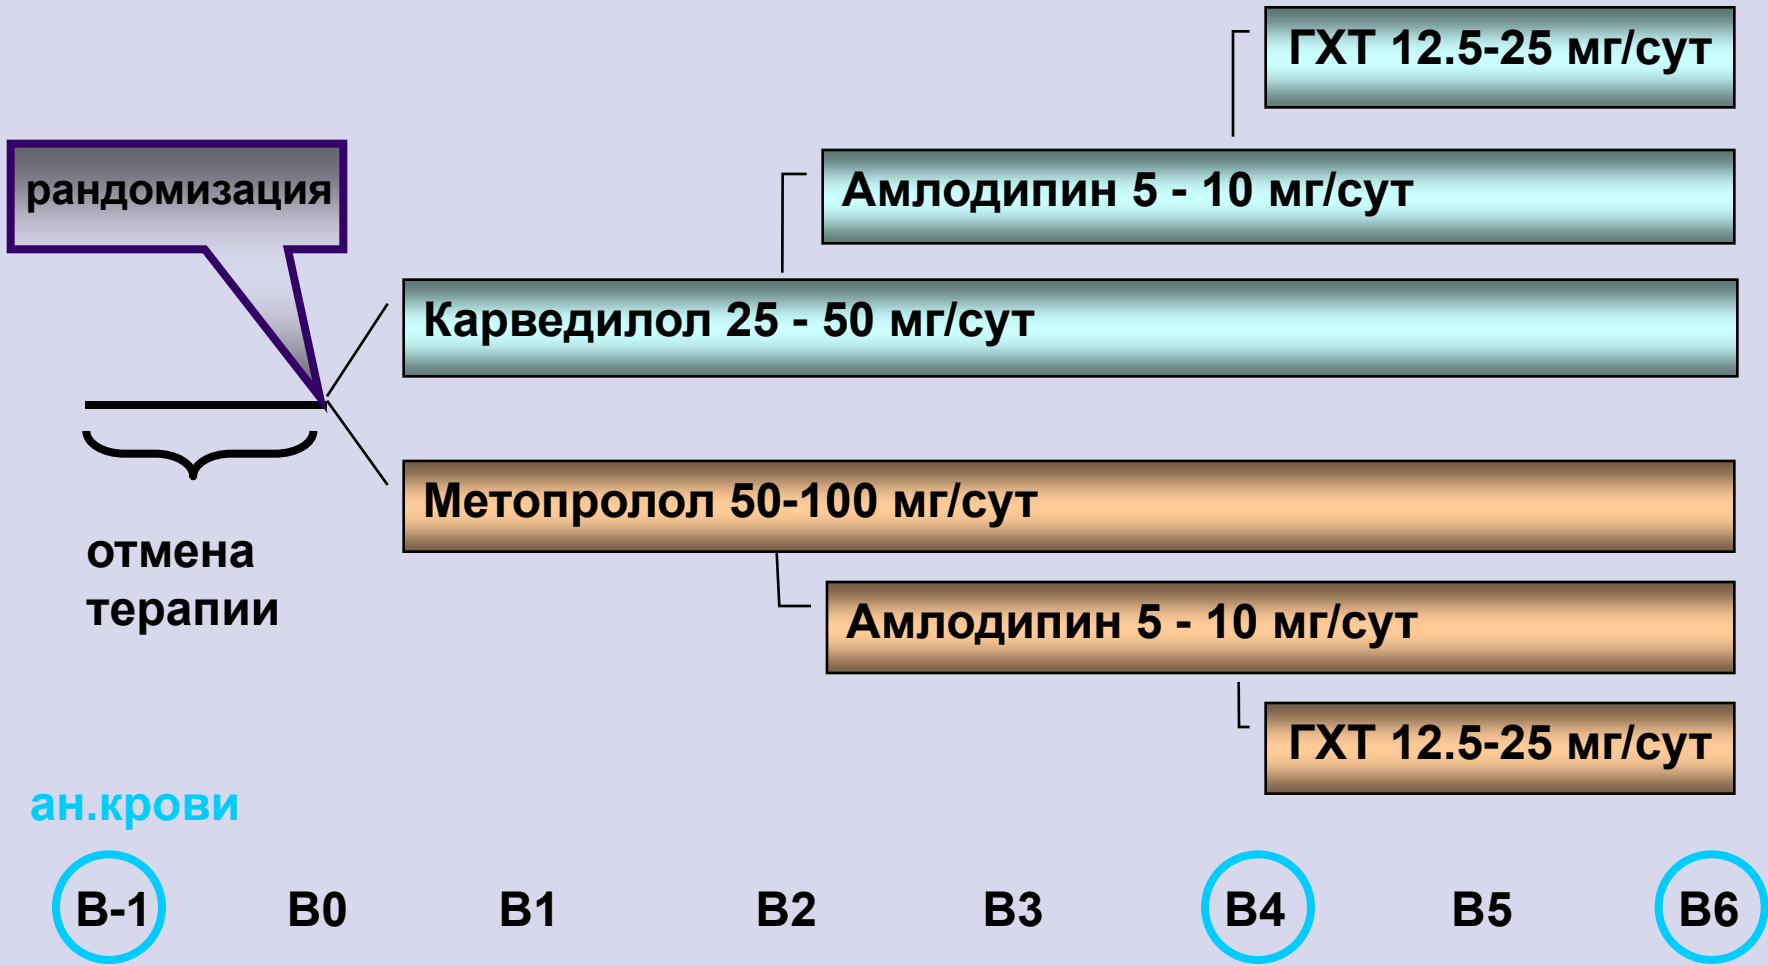 ГХТ 12.5-25 мг/сут
рандомизация
Амлодипин 5 - 10 мг/сут
Карведилол 25 - 50 мг/сут
Метопролол 50-100 мг/сут
отмена
терапии
Амлодипин 5 - 10 мг/сут
ГХТ 12.5-25 мг/сут
ан.крови
В-1 В0 В1 В2 В3 В4 В5 В6